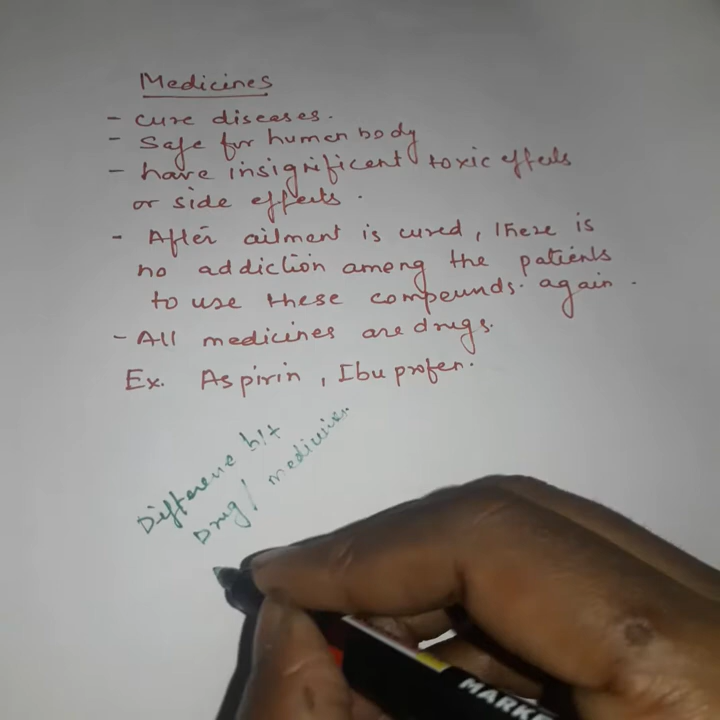 Medicines
- cure diseases.
- Safe for human body
- have insignificent toxic effects
or side effects.
- After ailment is cured, there is
no addiction among the patients
to use these compounds. again.
- All medicines are drugs.
Ex. Aspirin, Ibuprofen.
Difference b/t
Drug/ medicines.
MARKE